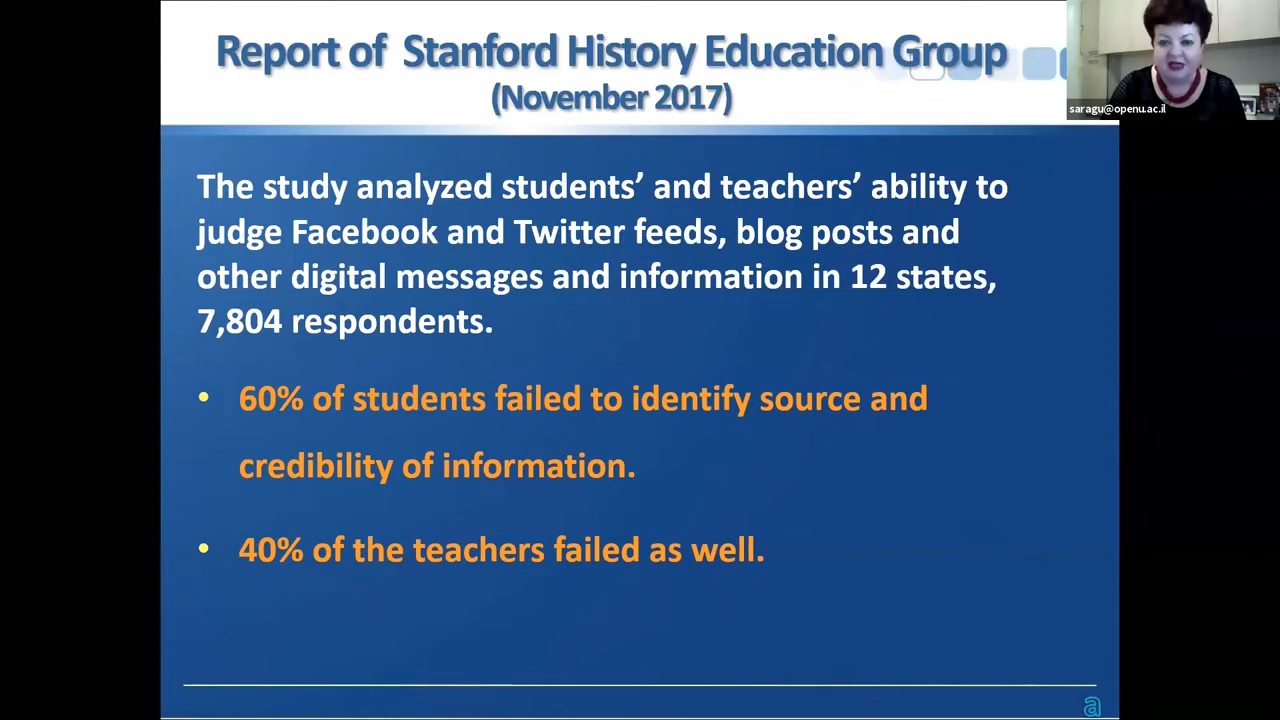 Report of Stanford History Education Group
(November 2017)
saragu@openu.ac.il
The study analyzed students’ and teachers’ ability to
judge Facebook and Twitter feeds, blog posts and
other digital messages and information in 12 states,
7,804 respondents.
• 60% of students failed to identify source and
credibility of information.
• 40% of the teachers failed as well.
a